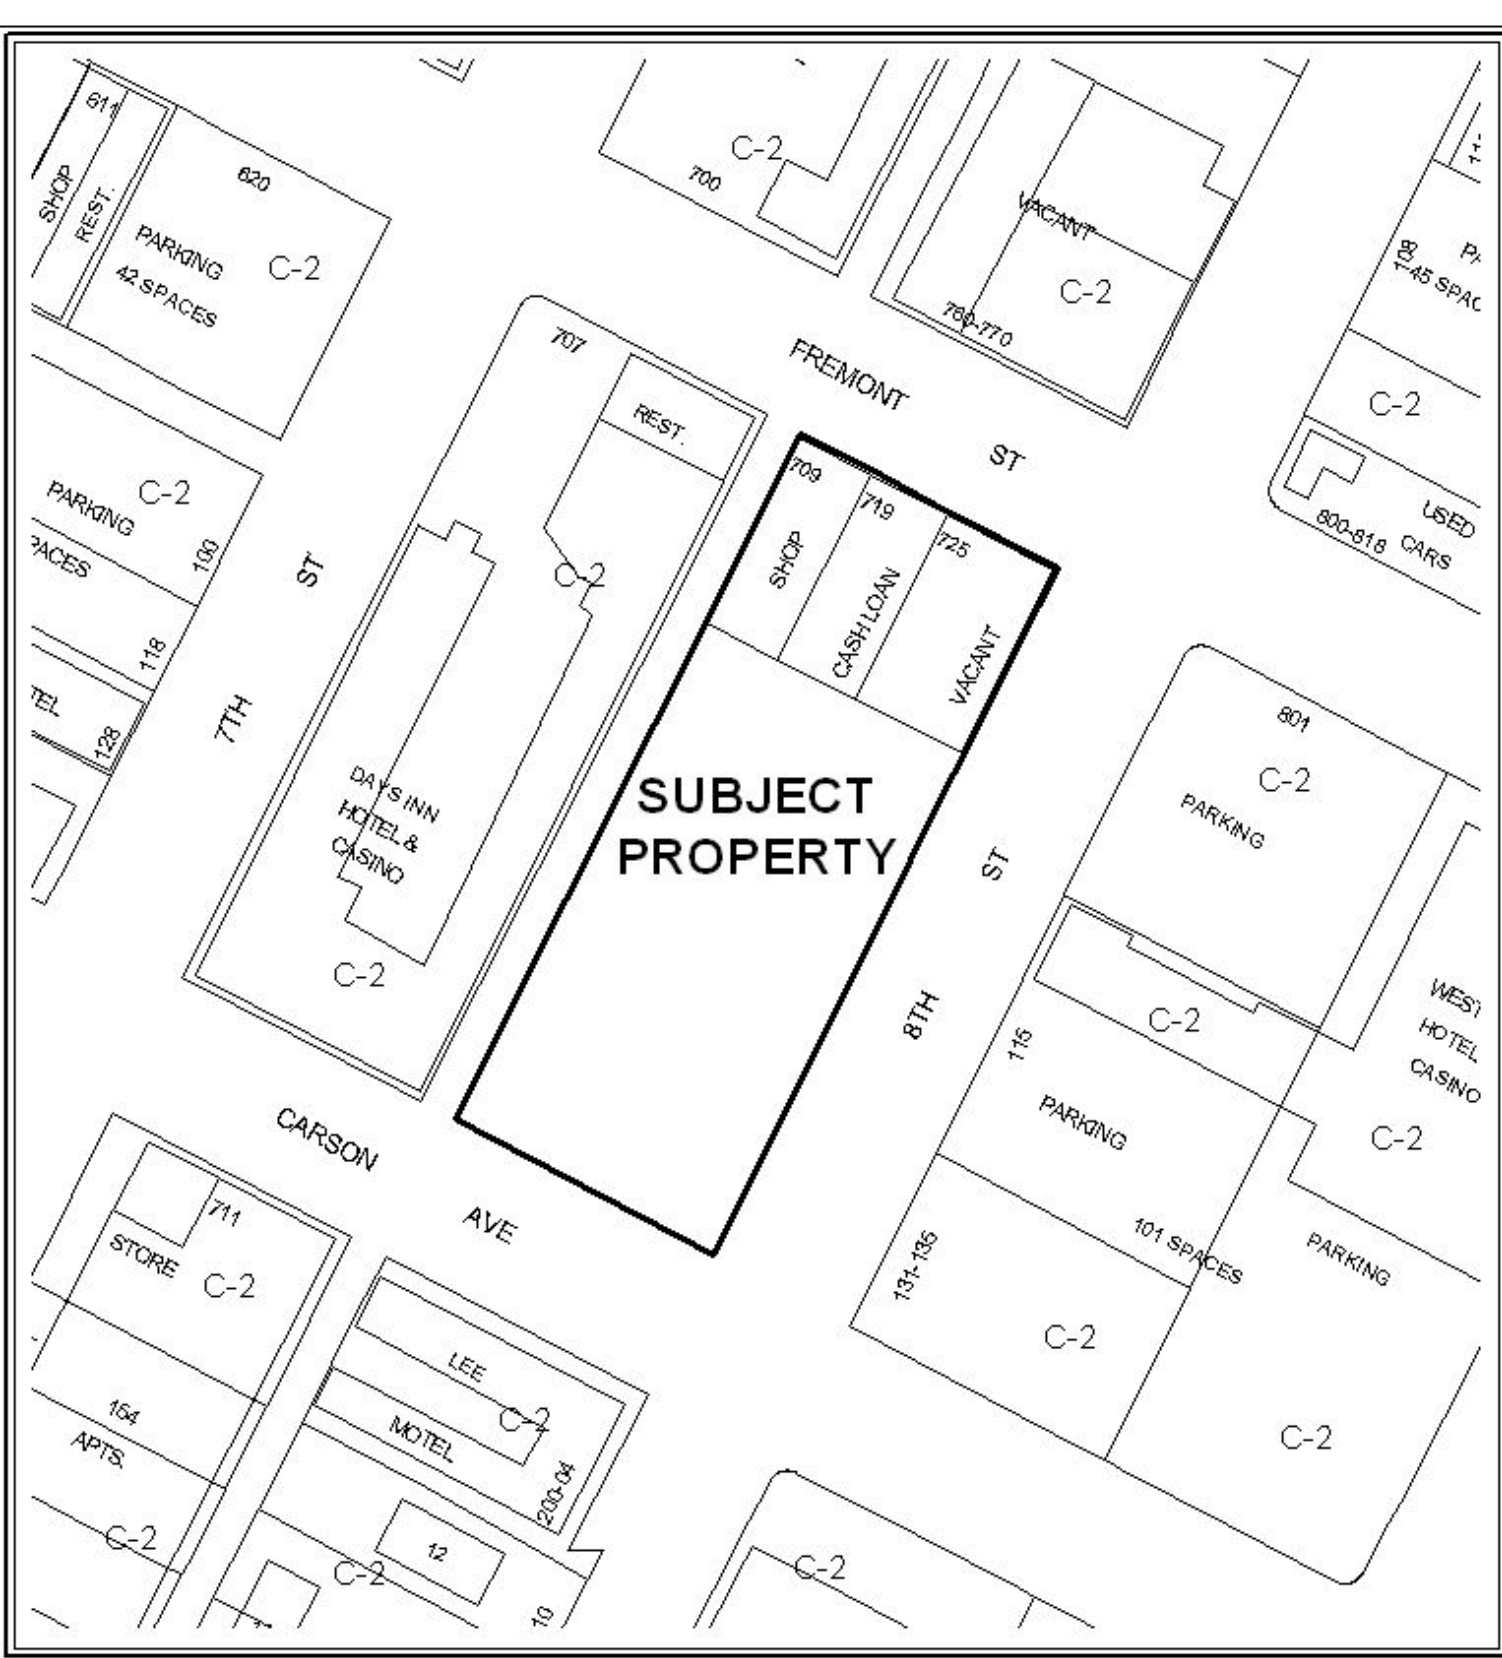 611
SHOP
REST.
620
PARKING
42 SPACES
C-2
C-2
700
VACANT
C-2
760-770
108
45 SPAC
C-2
800-818
USED
CARS
707
REST.
C-2
DAYS INN
HOTEL &
CASINO
C-2
FREMONT
ST
709
SHOP
719
CASH LOAN
725
VACANT
SUBJECT
PROPERTY
PARKING
C-2
100
PACES
118
TEL
128
7TH
ST
8TH
ST
801
C-2
PARKING
C-2
115
PARKING
WEST
HOTEL
CASINO
C-2
101 SPACES
PARKING
131-135
C-2
C-2
CARSON
AVE
711
STORE
C-2
154
APTS.
C-2
LEE
MOTEL
C-2
200-04
12
C-2
10
C-2